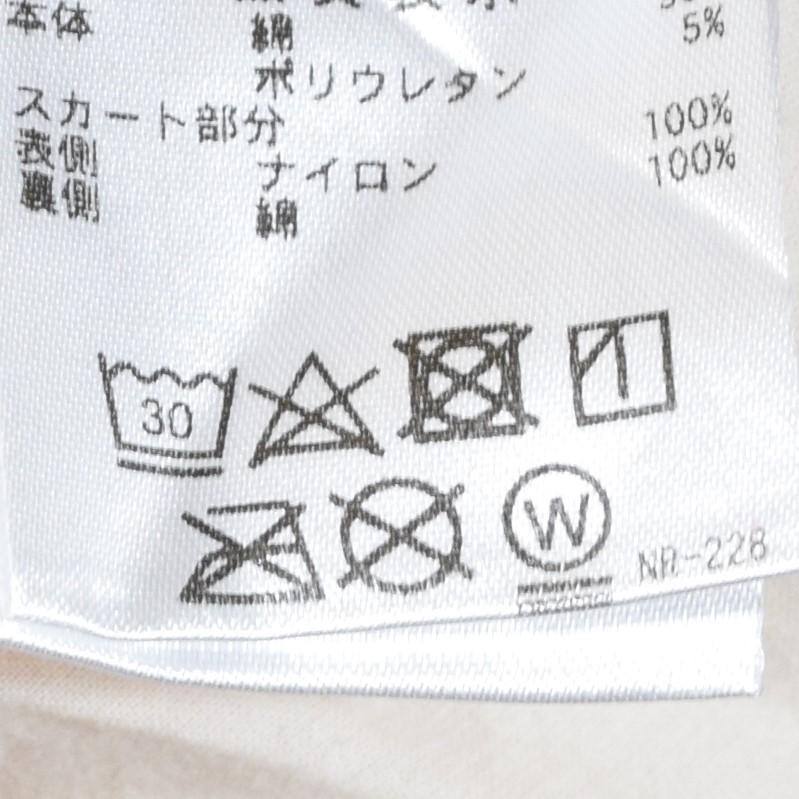 本体 綿
ポリウレタン 5%
スカート部分
表側 ナイロン 100%
裏側 綿 100%
30
W
NR-228